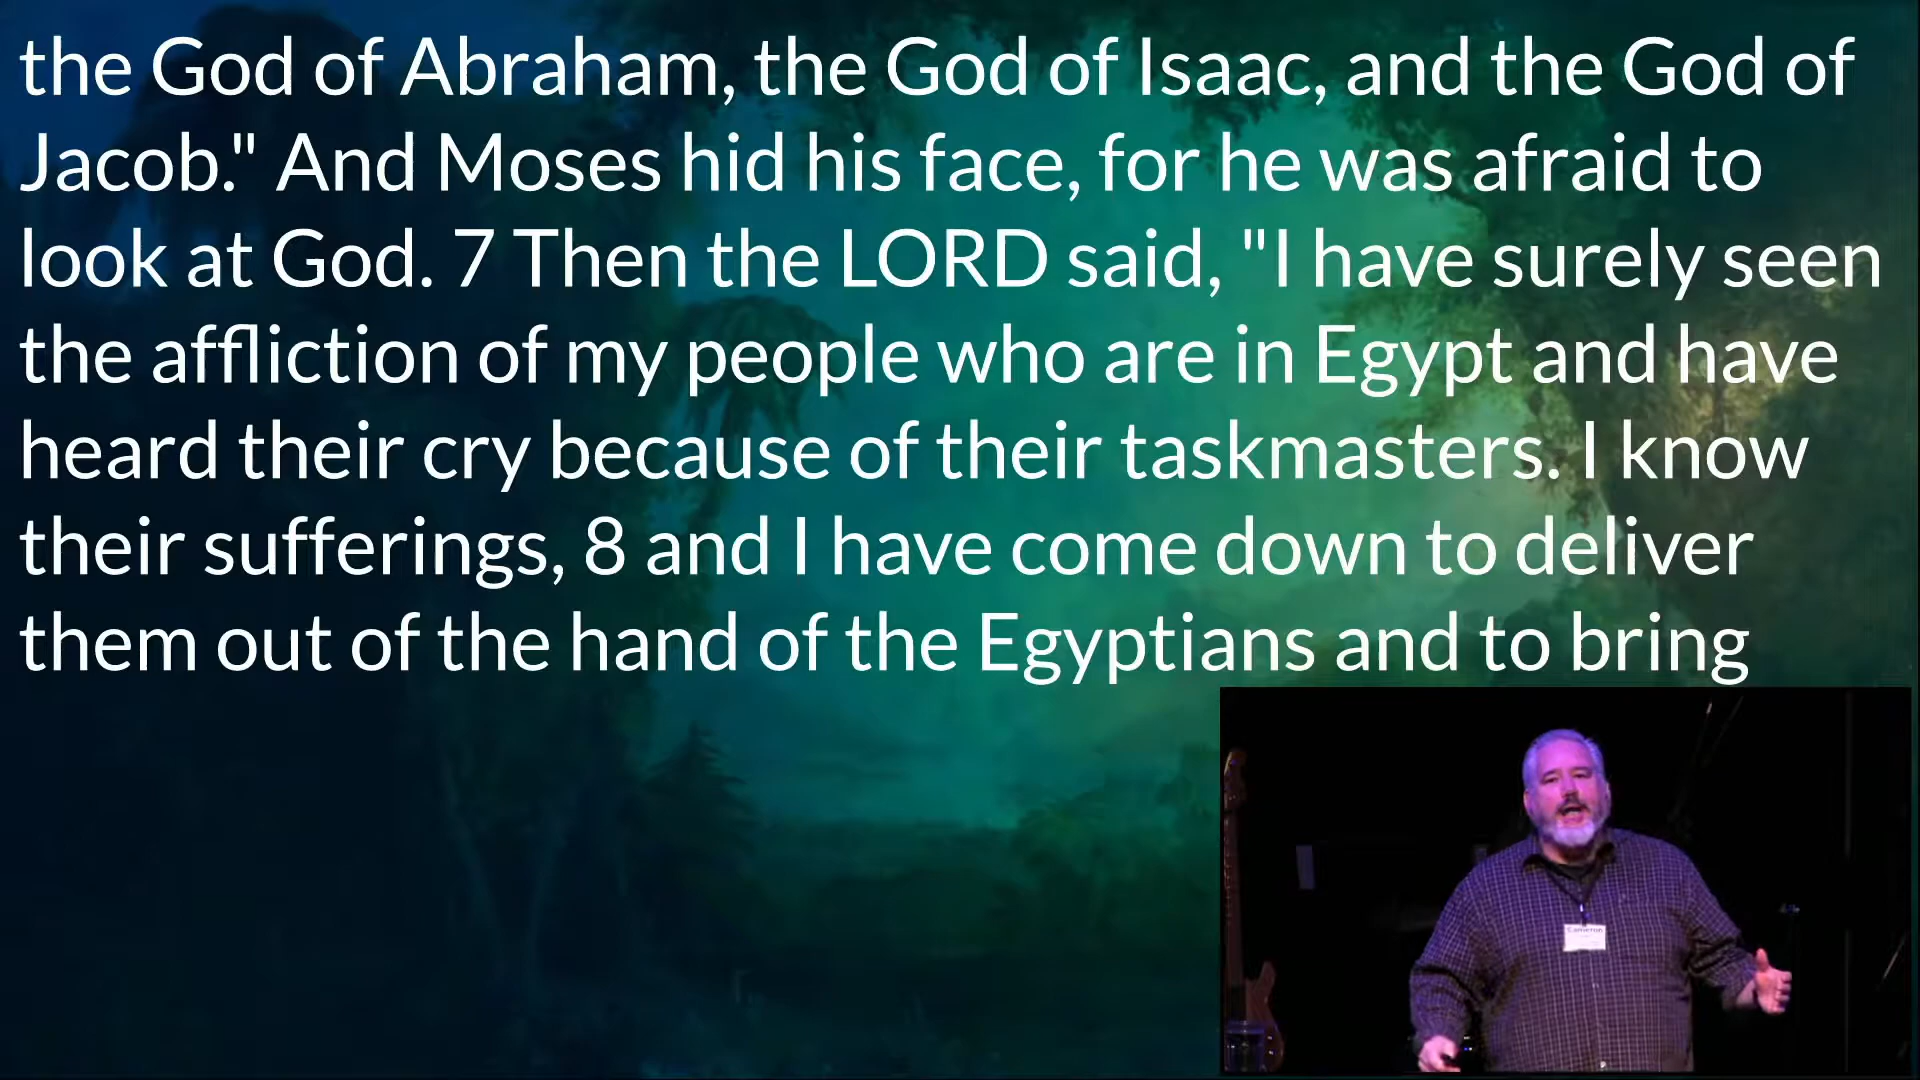 the God of Abraham, the God of Isaac, and the God of
Jacob." And Moses hid his face, for he was afraid to
look at God. 7 Then the LORD said, "I have surely seen
the affliction of my people who are in Egypt and have
heard their cry because of their taskmasters. I know
their sufferings, 8 and I have come down to deliver
them out of the hand of the Egyptians and to bring
Cameron